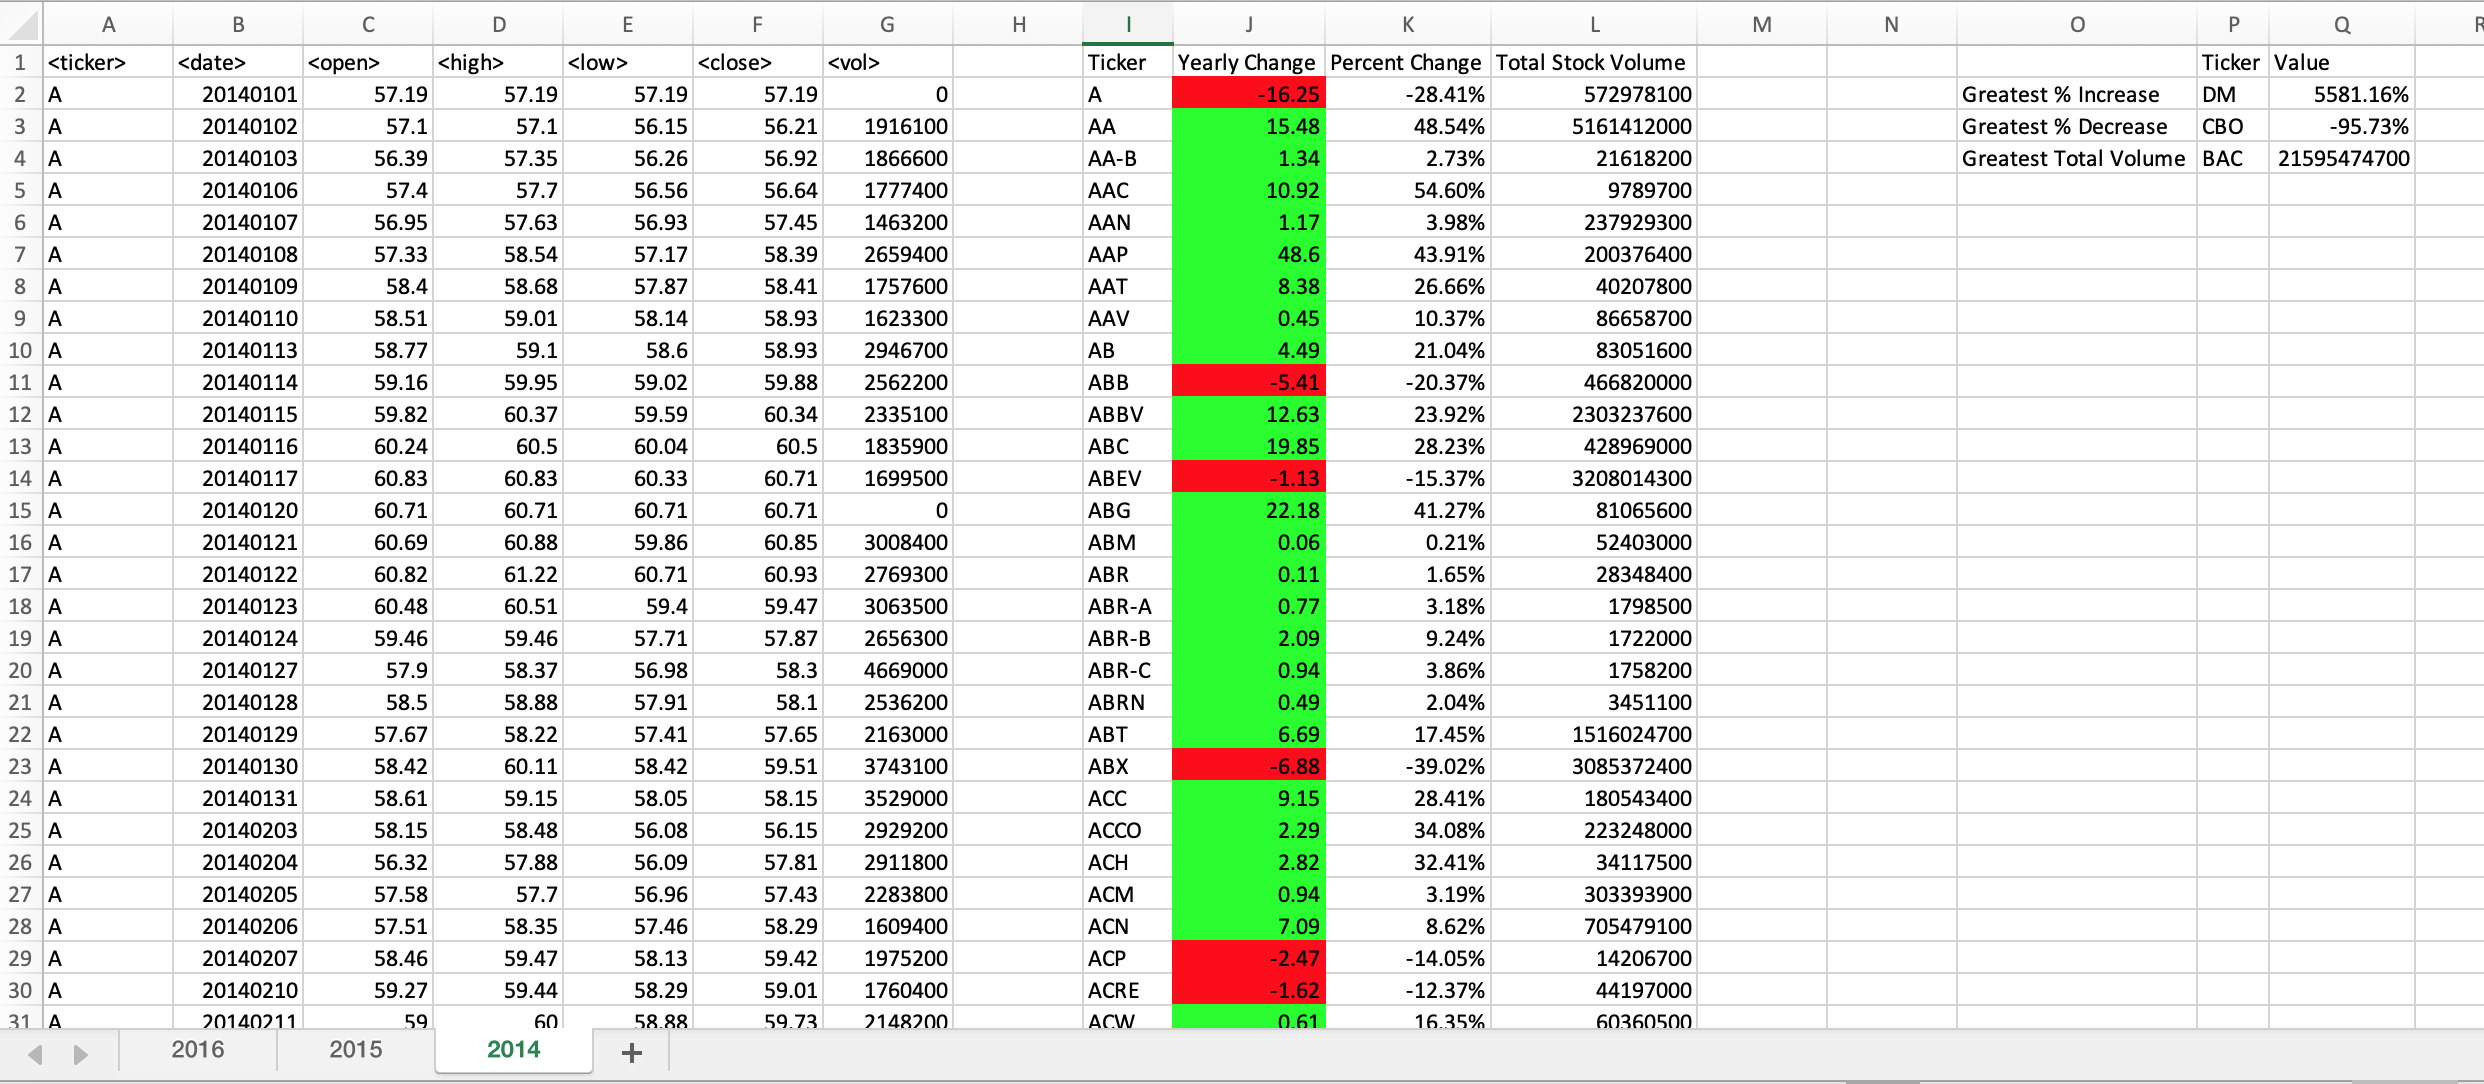 A B C D E F G H I J K L M N O P Q R
1 <ticker> <date> <open> <high> <low> <close> <vol> Ticker Yearly Change Percent Change Total Stock Volume Ticker Value
2 A 20140101 57.19 57.19 57.19 57.19 0 A -16.25 -28.41% 572978100 Greatest % Increase DM 5581.16%
3 A 20140102 57.1 57.1 56.15 56.21 1916100 AA 15.48 48.54% 5161412000 Greatest % Decrease CBO -95.73%
4 A 20140103 56.39 57.35 56.26 56.92 1866600 AA-B 1.34 2.73% 21618200 Greatest Total Volume BAC 21595474700
5 A 20140106 57.4 57.7 56.56 56.64 1777400 AAC 10.92 54.60% 9789700
6 A 20140107 56.95 57.63 56.93 57.45 1463200 AAN 1.17 3.98% 237929300
7 A 20140108 57.33 58.54 57.17 58.39 2659400 AAP 48.6 43.91% 200376400
8 A 20140109 58.4 58.68 57.87 58.41 1757600 AAT 8.38 26.66% 40207800
9 A 20140110 58.51 59.01 58.14 58.93 1623300 AAV 0.45 10.37% 86658700
10 A 20140113 58.77 59.1 58.6 58.93 2946700 AB 4.49 21.04% 83051600
11 A 20140114 59.16 59.95 59.02 59.88 2562200 ABB -5.41 -20.37% 466820000
12 A 20140115 59.82 60.37 59.59 60.34 2335100 ABBV 12.63 23.92% 2303237600
13 A 20140116 60.24 60.5 60.04 60.5 1835900 ABC 19.85 28.23% 428969000
14 A 20140117 60.83 60.83 60.33 60.71 1699500 ABEV -1.13 -15.37% 3208014300
15 A 20140120 60.71 60.71 60.71 60.71 0 ABG 22.18 41.27% 81065600
16 A 20140121 60.69 60.88 59.86 60.85 3008400 ABM 0.06 0.21% 52403000
17 A 20140122 60.82 61.22 60.71 60.93 2769300 ABR 0.11 1.65% 28348400
18 A 20140123 60.48 60.51 59.4 59.47 3063500 ABR-A 0.77 3.18% 1798500
19 A 20140124 59.46 59.46 57.71 57.87 2656300 ABR-B 2.09 9.24% 1722000
20 A 20140127 57.9 58.37 56.98 58.3 4669000 ABR-C 0.94 3.86% 1758200
21 A 20140128 58.5 58.88 57.91 58.1 2536200 ABRN 0.49 2.04% 3451100
22 A 20140129 57.67 58.22 57.41 57.65 2163000 ABT 6.69 17.45% 1516024700
23 A 20140130 58.42 60.11 58.42 59.51 3743100 ABX -6.88 -39.02% 3085372400
24 A 20140131 58.61 59.15 58.05 58.15 3529000 ACC 9.15 28.41% 180543400
25 A 20140203 58.15 58.48 56.08 56.15 2929200 ACCO 2.29 34.08% 223248000
26 A 20140204 56.32 57.88 56.09 57.81 2911800 ACH 2.82 32.41% 34117500
27 A 20140205 57.58 57.7 56.96 57.43 2283800 ACM 0.94 3.19% 303393900
28 A 20140206 57.51 58.35 57.46 58.29 1609400 ACN 7.09 8.62% 705479100
29 A 20140207 58.46 59.47 58.13 59.42 1975200 ACP -2.47 -14.05% 14206700
30 A 20140210 59.27 59.44 58.29 59.01 1760400 ACRE -1.62 -12.37% 44197000
31 A 20140211 59 60 58.88 59.73 2148200 ACW 0.61 16.35% 60360500
2016 2015 2014 +